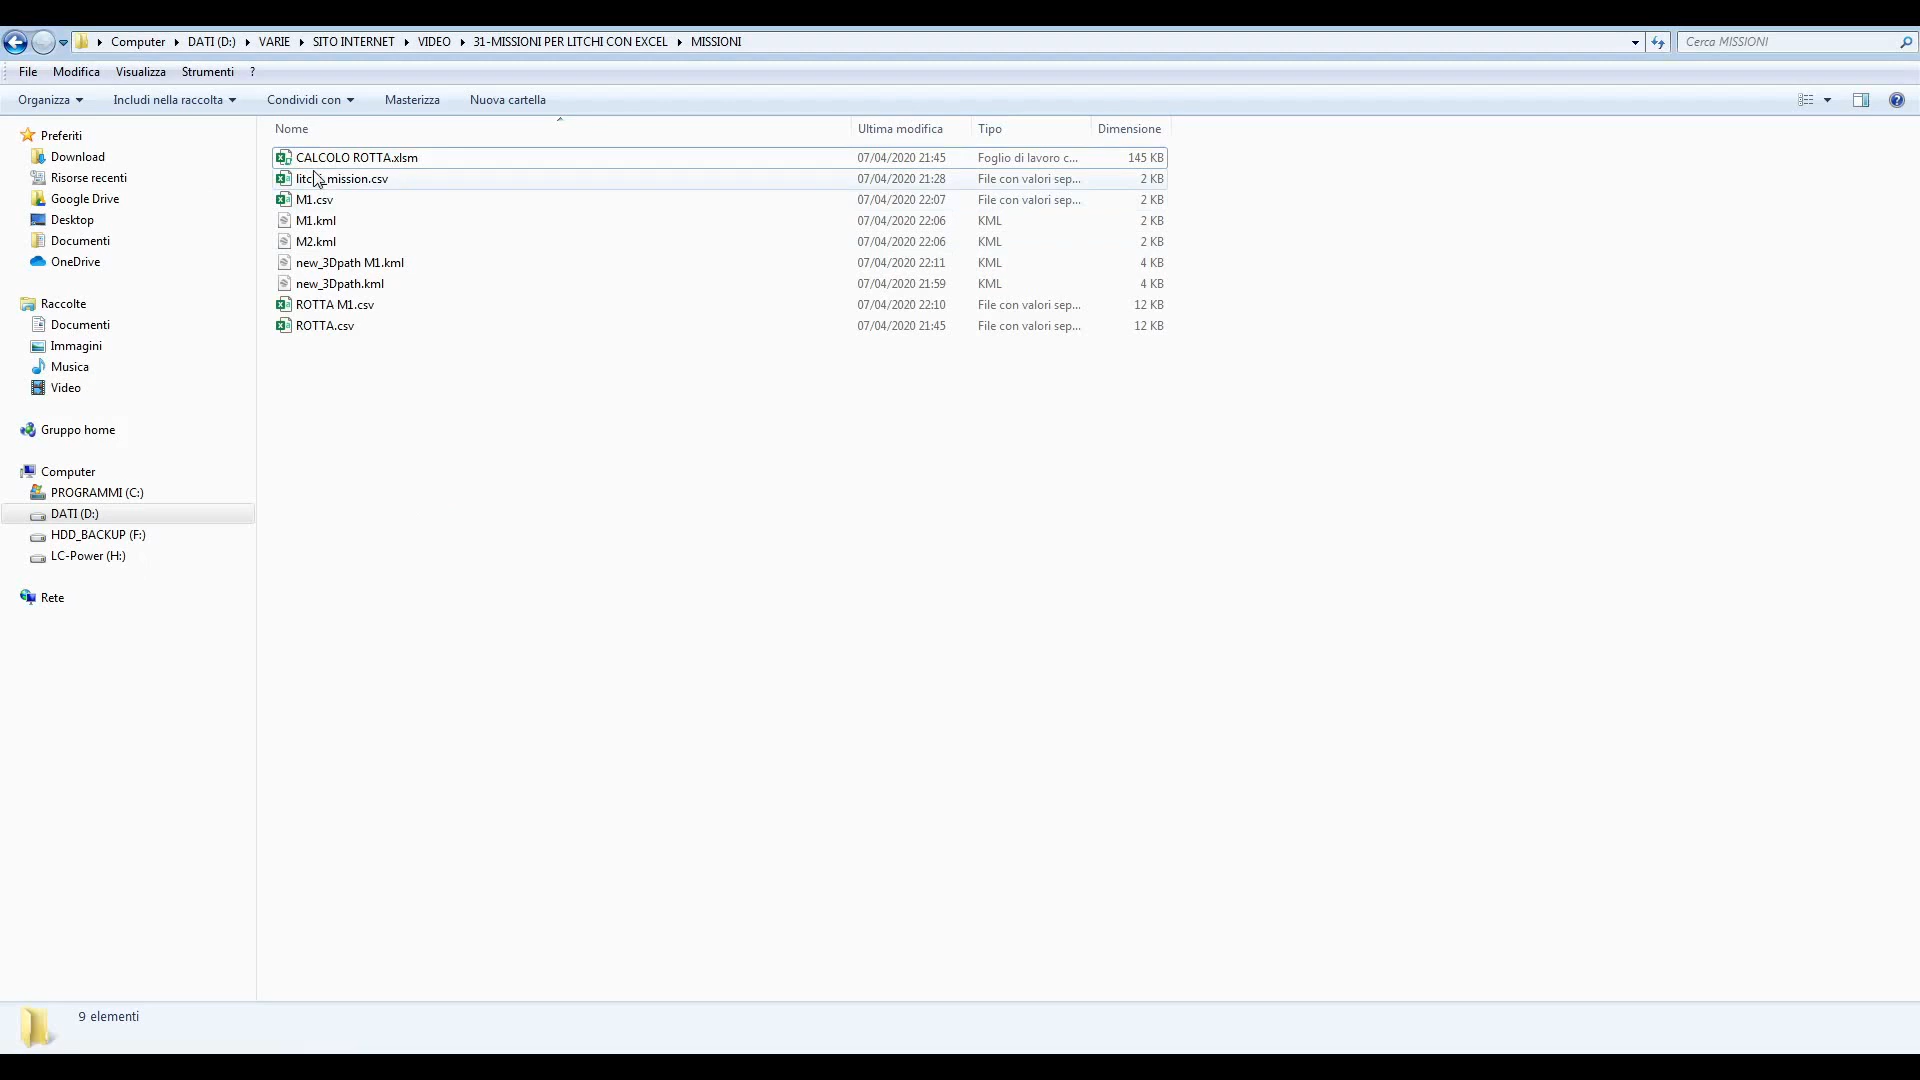 Computer DATI (D:) VARIE SITO INTERNET VIDEO 31-MISSIONI PER LITCHI CON EXCEL MISSIONI Cerca MISSIONI
File Modifica Visualizza Strumenti ?
Organizza Includi nella raccolta Condividi con Masterizza Nuova cartella
Nome Ultima modifica Tipo Dimensione
Preferiti
Download
Risorse recenti
Google Drive
Desktop
Documenti
OneDrive
Raccolte
Documenti
Immagini
Musica
Video
Gruppo home
Computer
PROGRAMMI (C:)
DATI (D:)
HDD_BACKUP (F:)
LC-Power (H:)
Rete
CALCOLO ROTTA.xlsm 07/04/2020 21:45 Foglio di lavoro c... 145 KB
mission.csv 07/04/2020 21:28 File con valori sep... 2 KB
M1.csv 07/04/2020 22:07 File con valori sep... 2 KB
M1.kml 07/04/2020 22:06 KML 2 KB
M2.kml 07/04/2020 22:06 KML 2 KB
new_3Dpath M1.kml 07/04/2020 22:11 KML 4 KB
new_3Dpath.kml 07/04/2020 21:59 KML 4 KB
ROTTA M1.csv 07/04/2020 22:10 File con valori sep... 12 KB
ROTTA.csv 07/04/2020 21:45 File con valori sep... 12 KB
9 elementi